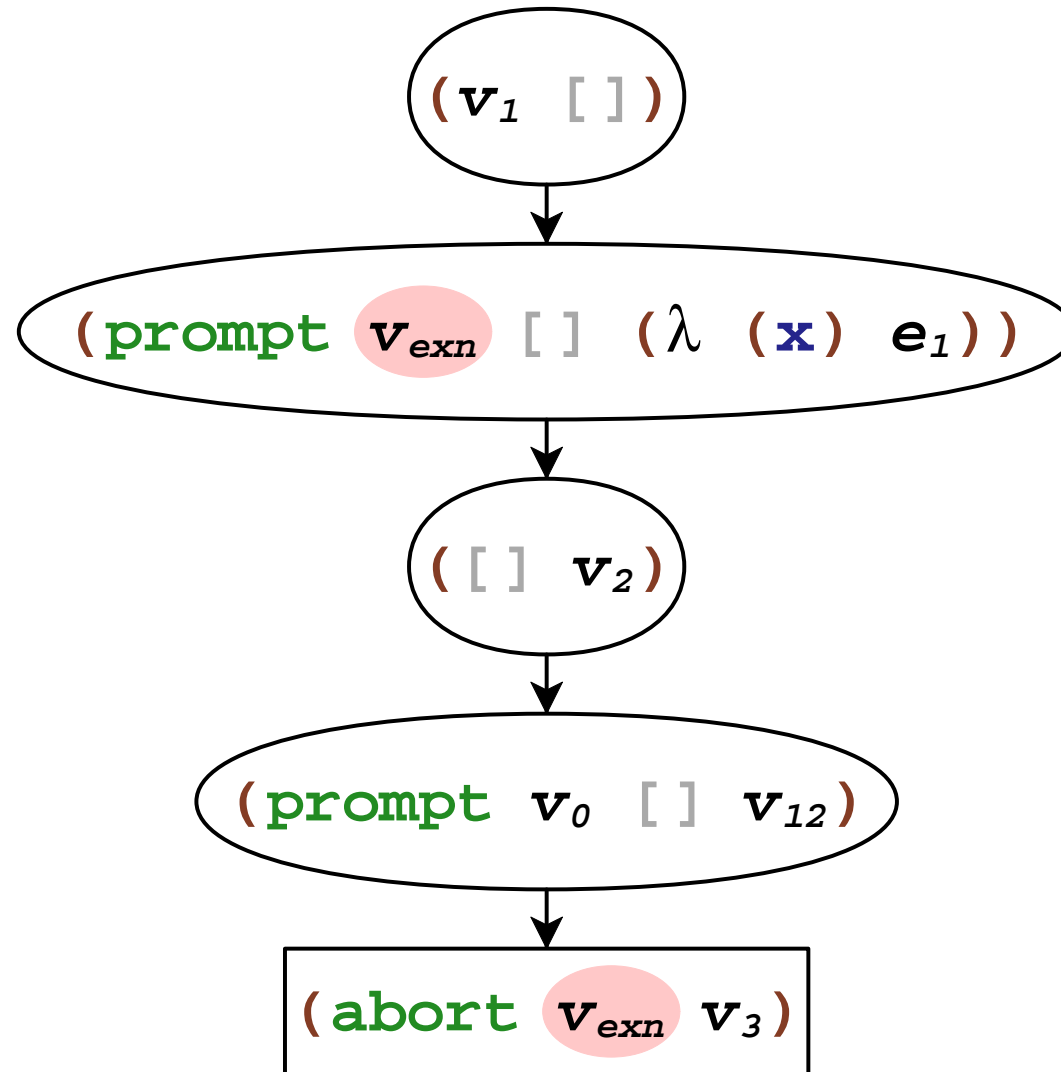 (v₁ [])
(prompt vₑₓₙ [] (λ (x) e₁))
([] v₂)
(prompt v₀ [] v₁₂)
(abort vₑₓₙ v₃)